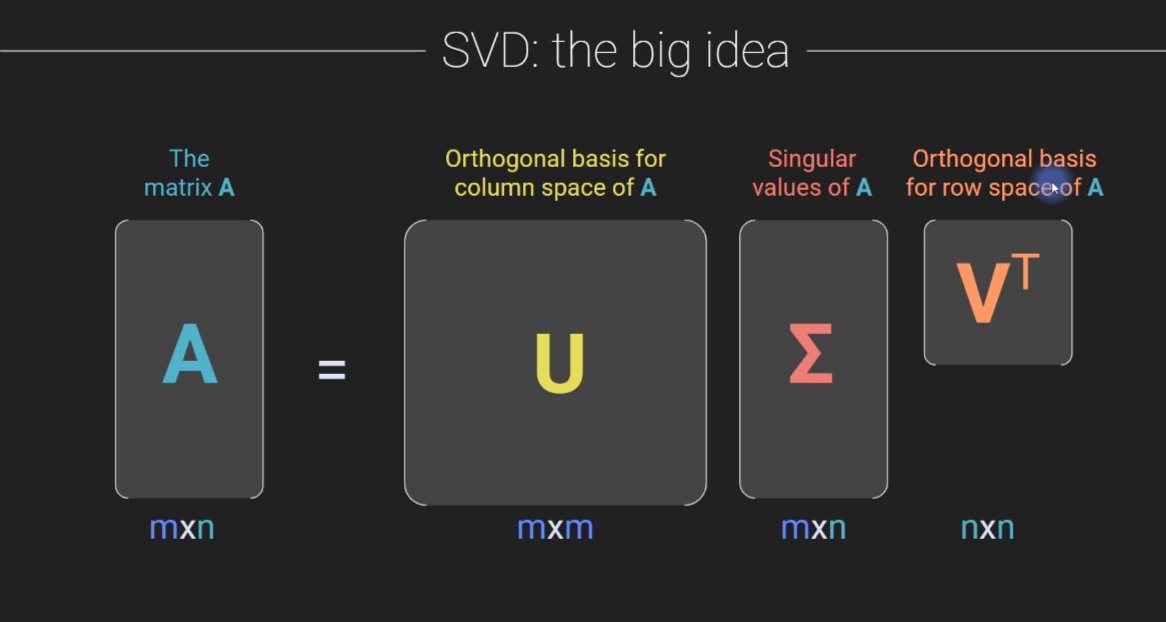 SVD: the big idea
The
matrix A
Orthogonal basis for
column space of A
Singular
values of A
Orthogonal basis
for row space of A
A
=
U
Σ
V^T
mxn
mxm
mxn
nxn